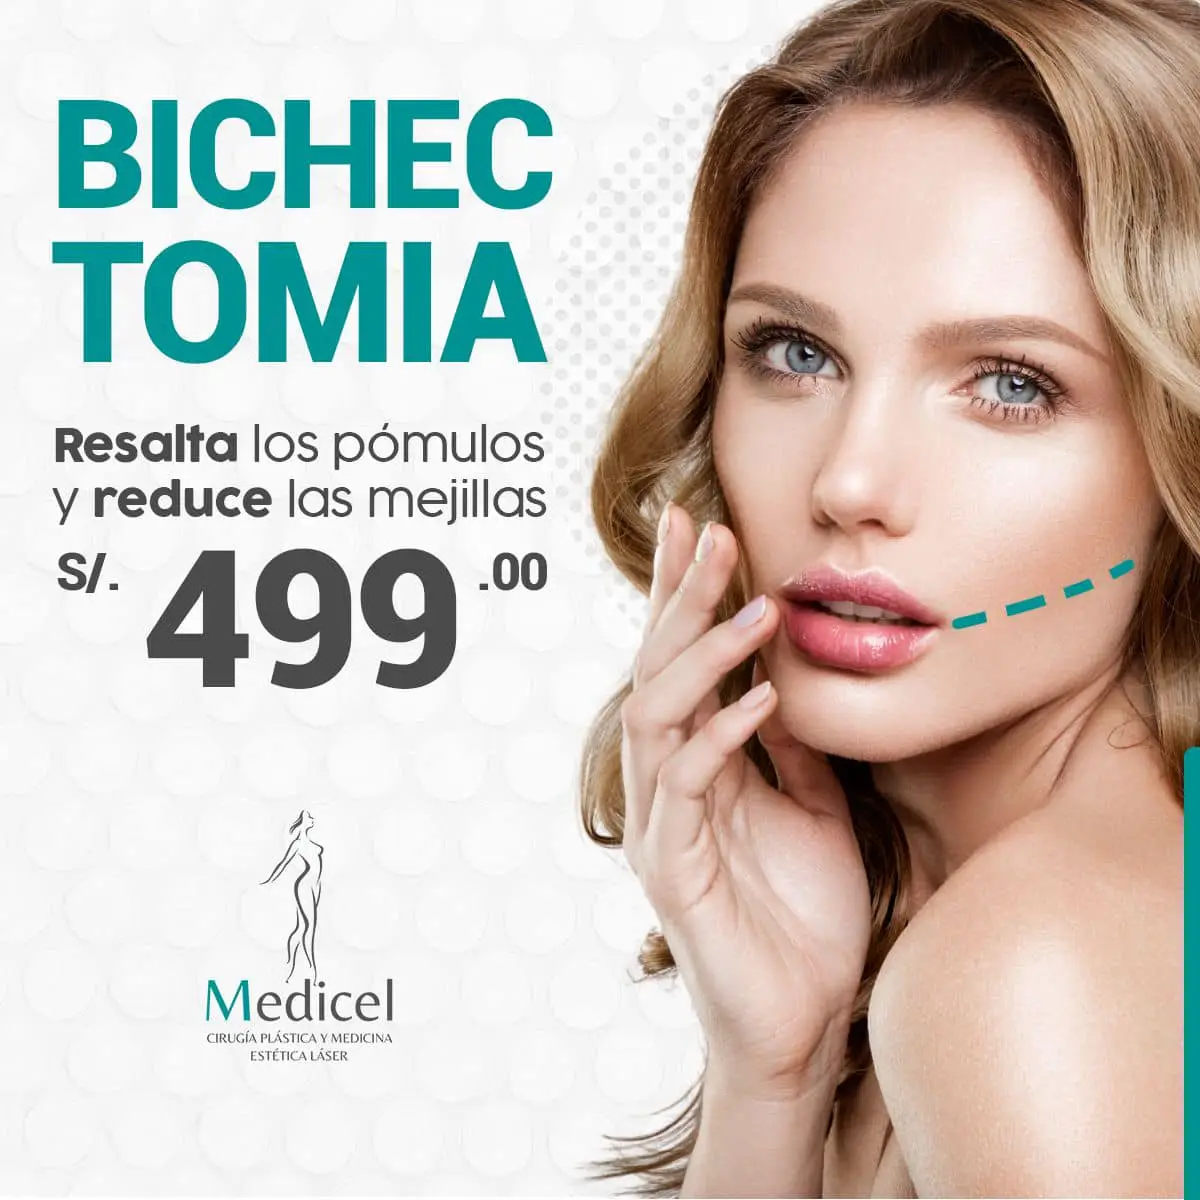 BICHEC
TOMIA
Resalta los pómulos
y reduce las mejillas
S/. 499.00
Medicel
CIRUGÍA PLÁSTICA Y MEDICINA
ESTÉTICA LÁSER